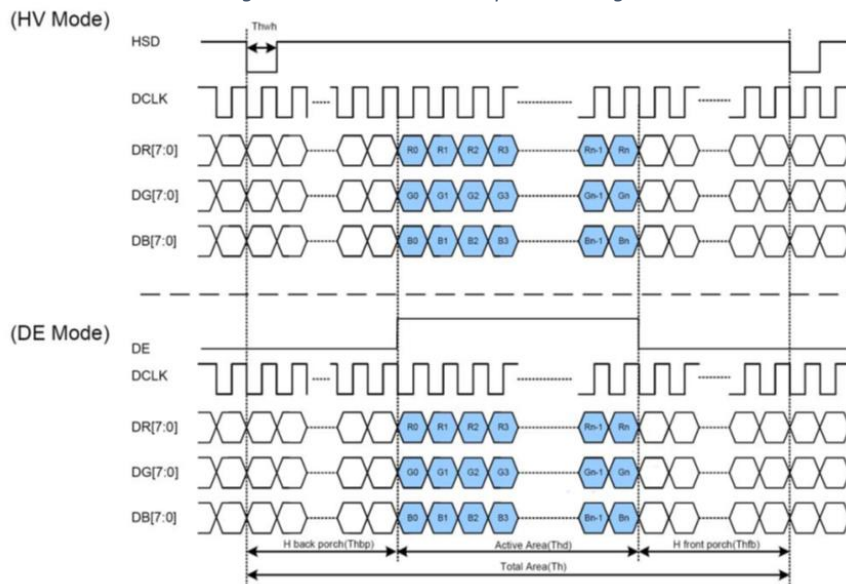 (HV Mode)
Thwh
HSD
DCLK
DR[7:0] R0 R1 R2 R3 Rn-1 Rn
DG[7:0] G0 G1 G2 G3 Gn-1 Gn
DB[7:0] B0 B1 B2 B3 Bn-1 Bn
(DE Mode)
DE
DCLK
DR[7:0] R0 R1 R2 R3 Rn-1 Rn
DG[7:0] G0 G1 G2 G3 Gn-1 Gn
DB[7:0] B0 B1 B2 B3 Bn-1 Bn
H back porch(Thbp) Active Area(Thd) H front porch(Thfb)
Total Area(Th)